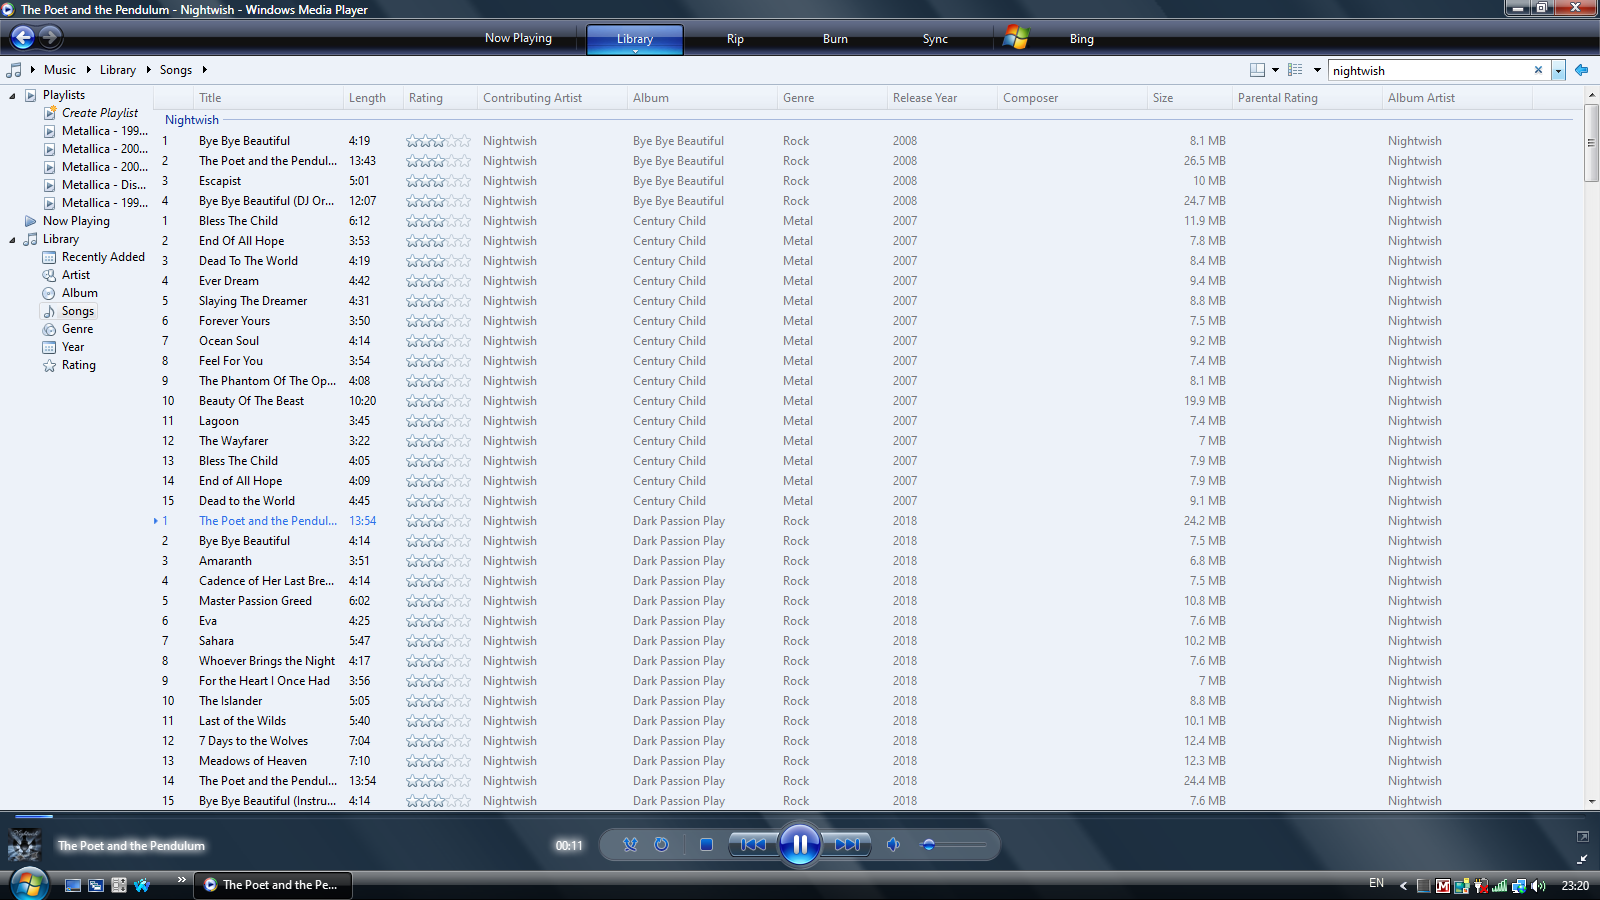 The Poet and the Pendulum - Nightwish - Windows Media Player
Now Playing Library Rip Burn Sync Bing
Music Library Songs nightwish
Playlists
Create Playlist
Metallica - 199...
Metallica - 200...
Metallica - 200...
Metallica - Dis...
Metallica - 199...
Now Playing
Library
Recently Added
Artist
Album
Songs
Genre
Year
Rating
Title Length Rating Contributing Artist Album Genre Release Year Composer Size Parental Rating Album Artist
Nightwish
1 Bye Bye Beautiful 4:19 Nightwish Bye Bye Beautiful Rock 2008 8.1 MB Nightwish
2 The Poet and the Pendul... 13:43 Nightwish Bye Bye Beautiful Rock 2008 26.5 MB Nightwish
3 Escapist 5:01 Nightwish Bye Bye Beautiful Rock 2008 10 MB Nightwish
4 Bye Bye Beautiful (DJ Or... 12:07 Nightwish Bye Bye Beautiful Rock 2008 24.7 MB Nightwish
1 Bless The Child 6:12 Nightwish Century Child Metal 2007 11.9 MB Nightwish
2 End Of All Hope 3:53 Nightwish Century Child Metal 2007 7.8 MB Nightwish
3 Dead To The World 4:19 Nightwish Century Child Metal 2007 8.4 MB Nightwish
4 Ever Dream 4:42 Nightwish Century Child Metal 2007 9.4 MB Nightwish
5 Slaying The Dreamer 4:31 Nightwish Century Child Metal 2007 8.8 MB Nightwish
6 Forever Yours 3:50 Nightwish Century Child Metal 2007 7.5 MB Nightwish
7 Ocean Soul 4:14 Nightwish Century Child Metal 2007 9.2 MB Nightwish
8 Feel For You 3:54 Nightwish Century Child Metal 2007 7.4 MB Nightwish
9 The Phantom Of The Op... 4:08 Nightwish Century Child Metal 2007 8.1 MB Nightwish
10 Beauty Of The Beast 10:20 Nightwish Century Child Metal 2007 19.9 MB Nightwish
11 Lagoon 3:45 Nightwish Century Child Metal 2007 7.4 MB Nightwish
12 The Wayfarer 3:22 Nightwish Century Child Metal 2007 7 MB Nightwish
13 Bless The Child 4:05 Nightwish Century Child Metal 2007 7.9 MB Nightwish
14 End of All Hope 4:09 Nightwish Century Child Metal 2007 7.9 MB Nightwish
15 Dead to the World 4:45 Nightwish Century Child Metal 2007 9.1 MB Nightwish
1 The Poet and the Pendul... 13:54 Nightwish Dark Passion Play Rock 2018 24.2 MB Nightwish
2 Bye Bye Beautiful 4:14 Nightwish Dark Passion Play Rock 2018 7.5 MB Nightwish
3 Amaranth 3:51 Nightwish Dark Passion Play Rock 2018 6.8 MB Nightwish
4 Cadence of Her Last Bre... 4:14 Nightwish Dark Passion Play Rock 2018 7.5 MB Nightwish
5 Master Passion Greed 6:02 Nightwish Dark Passion Play Rock 2018 10.8 MB Nightwish
6 Eva 4:25 Nightwish Dark Passion Play Rock 2018 7.6 MB Nightwish
7 Sahara 5:47 Nightwish Dark Passion Play Rock 2018 10.2 MB Nightwish
8 Whoever Brings the Night 4:17 Nightwish Dark Passion Play Rock 2018 7.6 MB Nightwish
9 For the Heart I Once Had 3:56 Nightwish Dark Passion Play Rock 2018 7 MB Nightwish
10 The Islander 5:05 Nightwish Dark Passion Play Rock 2018 8.8 MB Nightwish
11 Last of the Wilds 5:40 Nightwish Dark Passion Play Rock 2018 10.1 MB Nightwish
12 7 Days to the Wolves 7:04 Nightwish Dark Passion Play Rock 2018 12.4 MB Nightwish
13 Meadows of Heaven 7:10 Nightwish Dark Passion Play Rock 2018 12.3 MB Nightwish
14 The Poet and the Pendul... 13:54 Nightwish Dark Passion Play Rock 2018 24.4 MB Nightwish
15 Bye Bye Beautiful (Instru... 4:14 Nightwish Dark Passion Play Rock 2018 7.6 MB Nightwish
The Poet and the Pendulum 00:11
The Poet and the Pe... EN 23:20